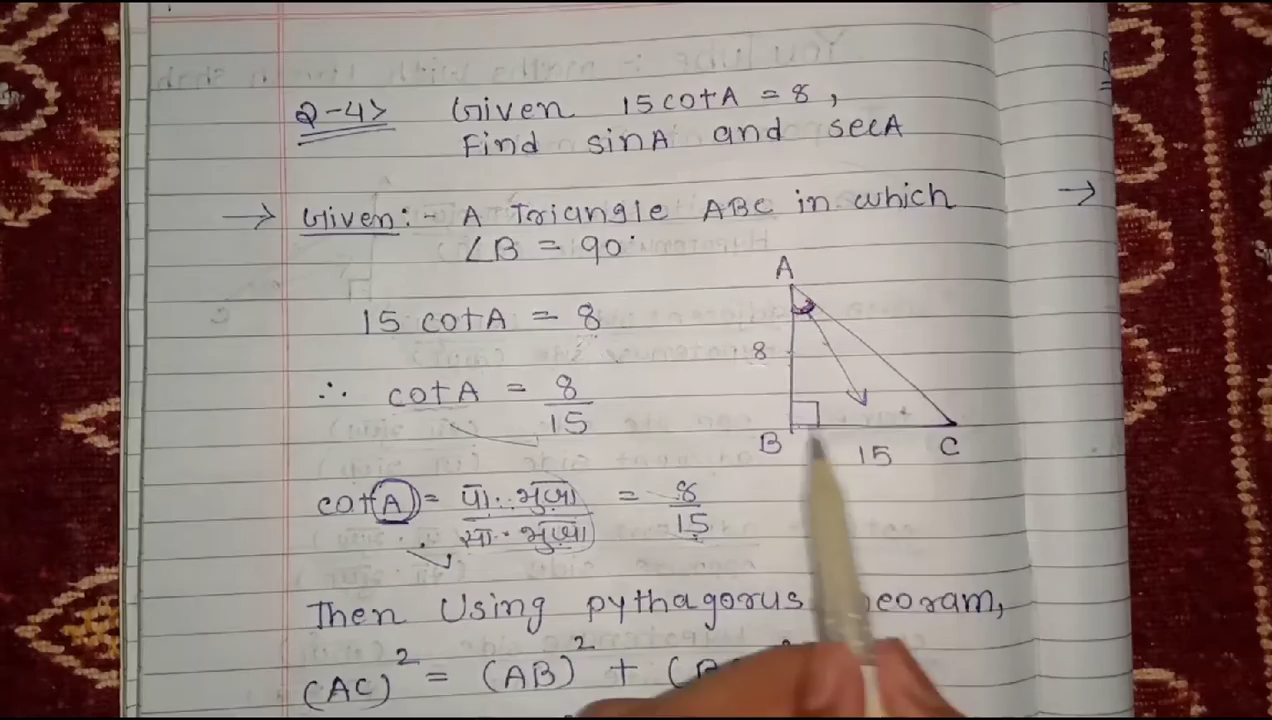 Q-4> Given 15 cotA = 8,
Find sinA and secA
→ Given:- A Triangle ABC in which →
∠B = 90°
A
15 cotA = 8
8
∴ cotA = 8/15
B 15 C
cot A = पा. भुजा / सा. भुजा = 8/15
Then Using pythagorus
(AC)² = (AB)² + (